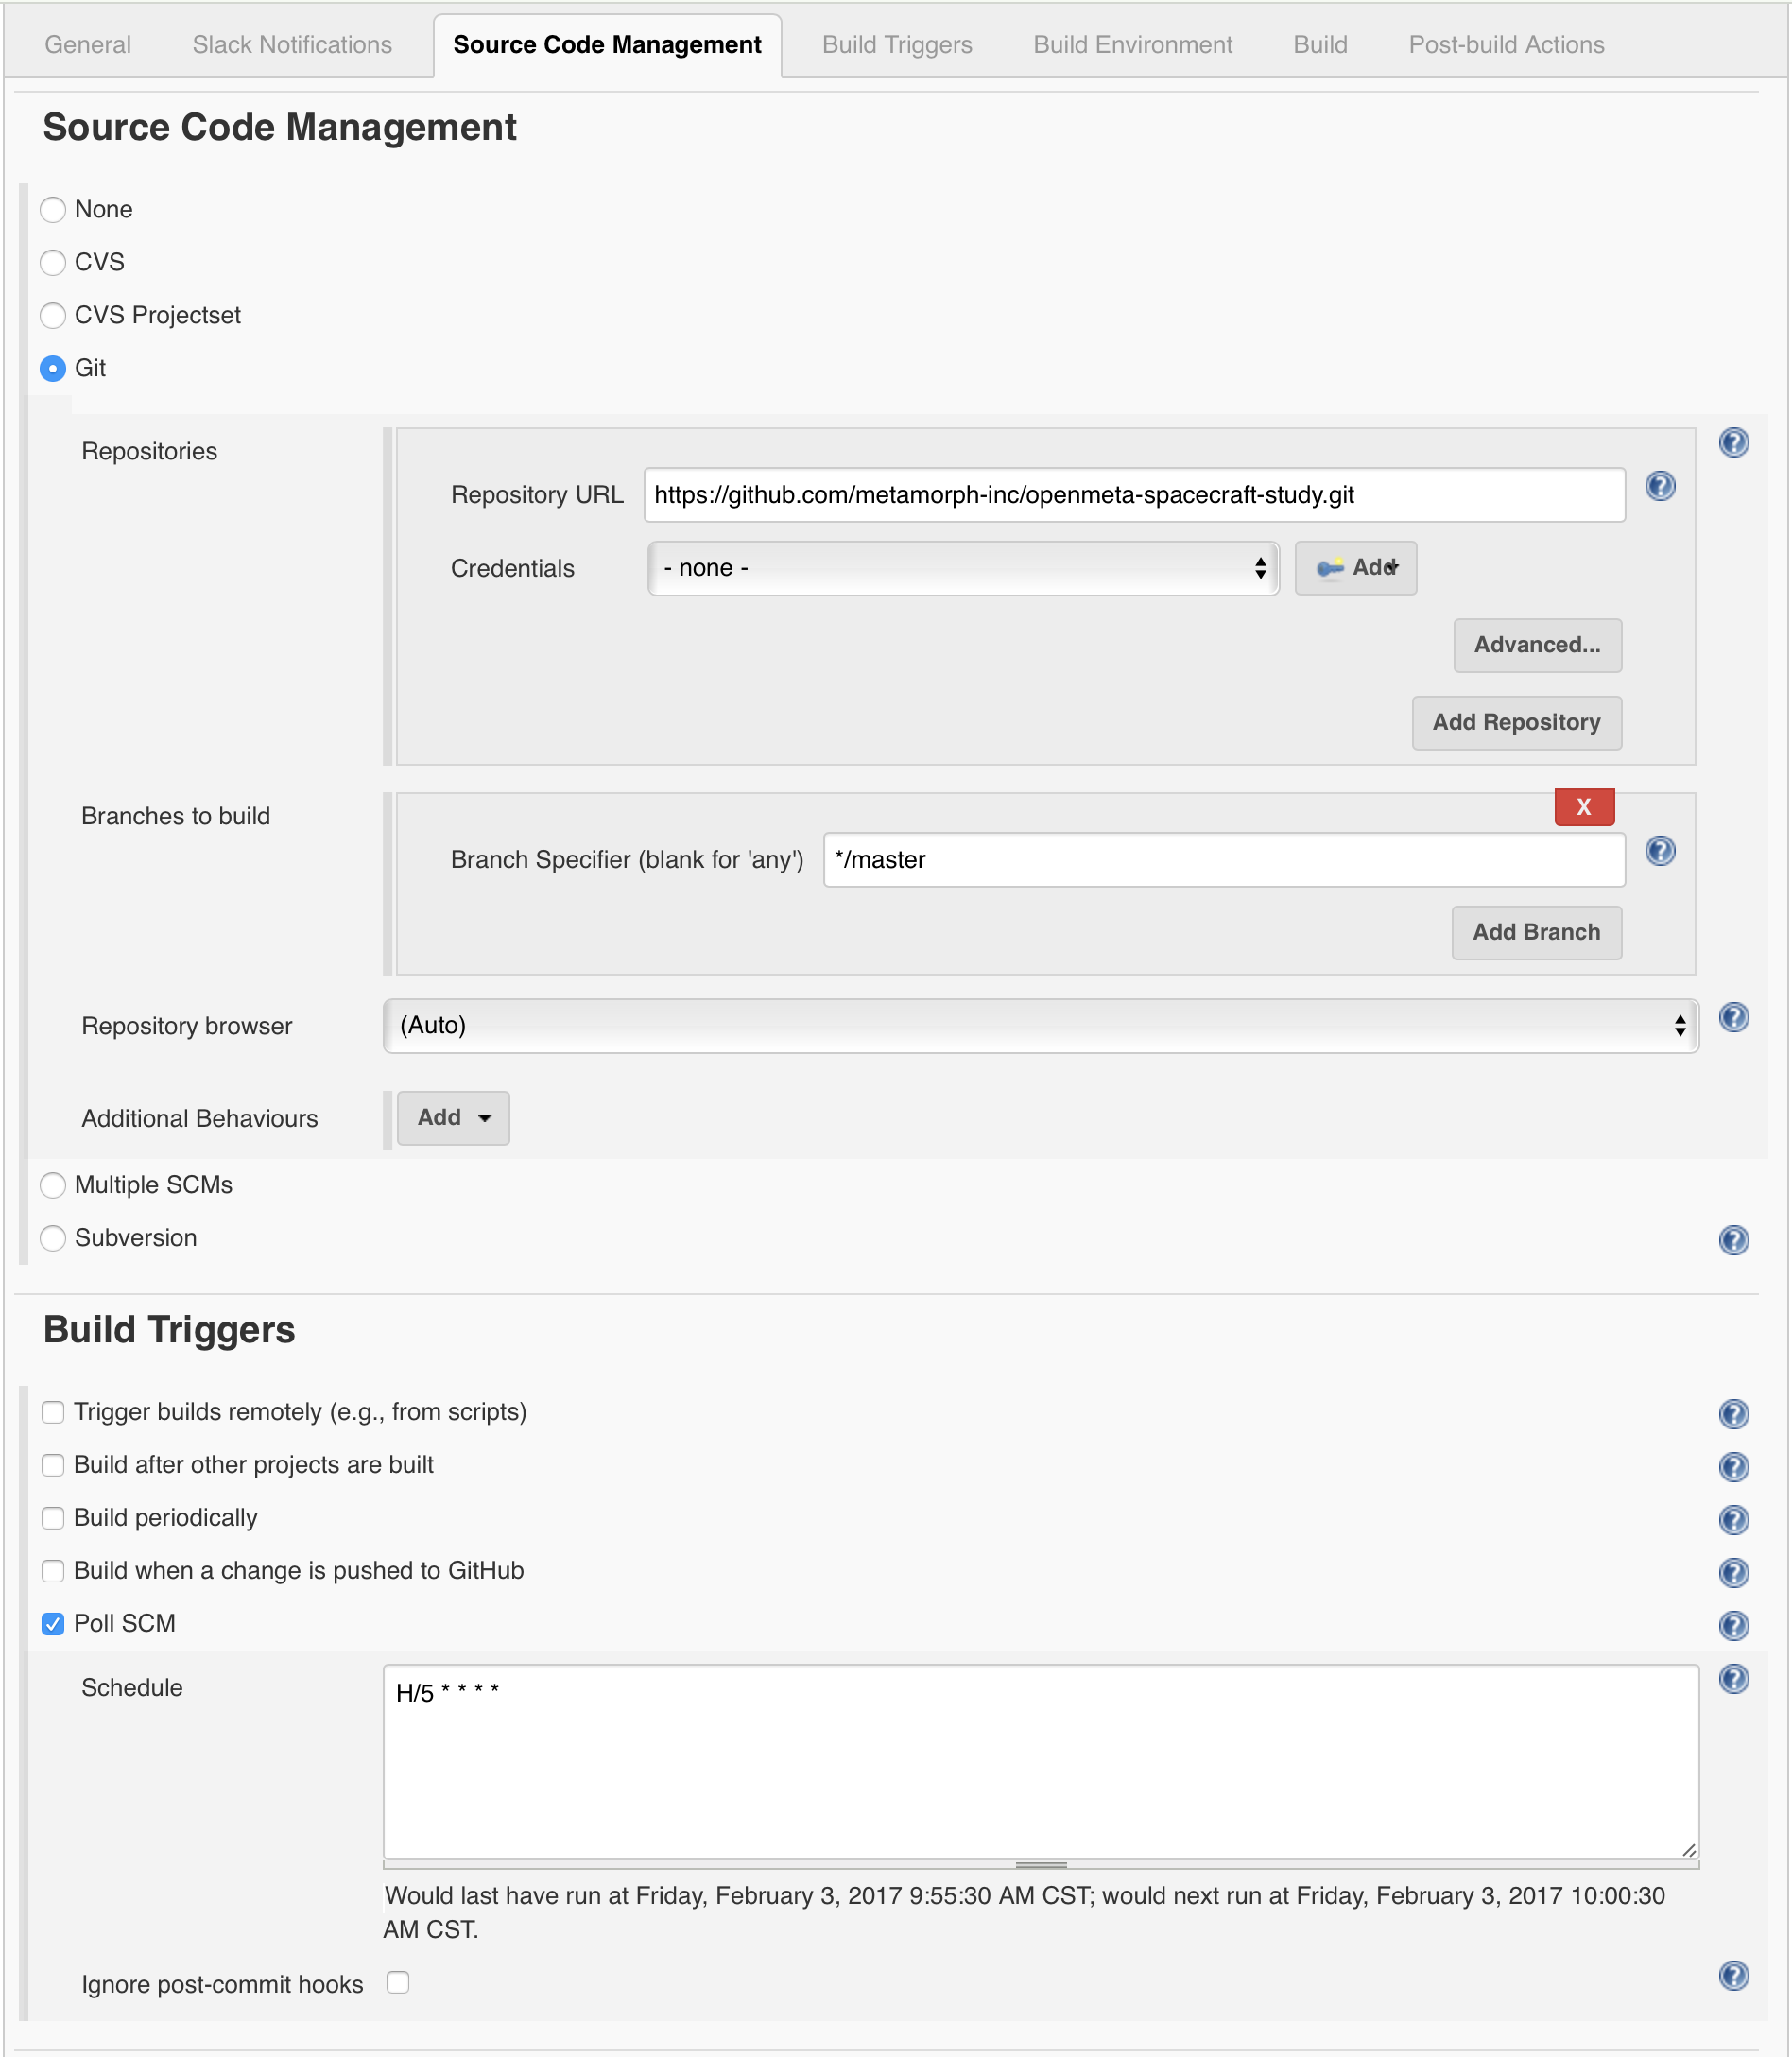 General Slack Notifications Source Code Management Build Triggers Build Environment Build Post-build Actions
Source Code Management
None
CVS
CVS Projectset
Git
Repositories
Repository URL https://github.com/metamorph-inc/openmeta-spacecraft-study.git
Credentials - none - Add
Advanced...
Add Repository
Branches to build
X
Branch Specifier (blank for 'any') */master
Add Branch
Repository browser (Auto)
Additional Behaviours Add
Multiple SCMs
Subversion
Build Triggers
Trigger builds remotely (e.g., from scripts)
Build after other projects are built
Build periodically
Build when a change is pushed to GitHub
Poll SCM
Schedule H/5 * * * *
Would last have run at Friday, February 3, 2017 9:55:30 AM CST; would next run at Friday, February 3, 2017 10:00:30
AM CST.
Ignore post-commit hooks